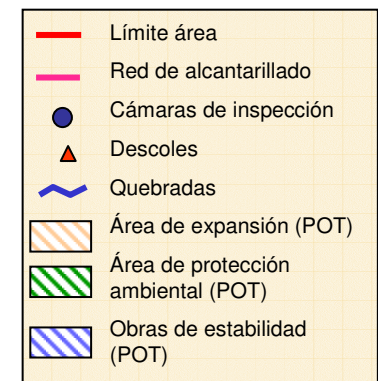 Límite área
Red de alcantarillado
Cámaras de inspección
Descoles
Quebradas
Área de expansión (POT)
Área de protección
ambiental (POT)
Obras de estabilidad
(POT)